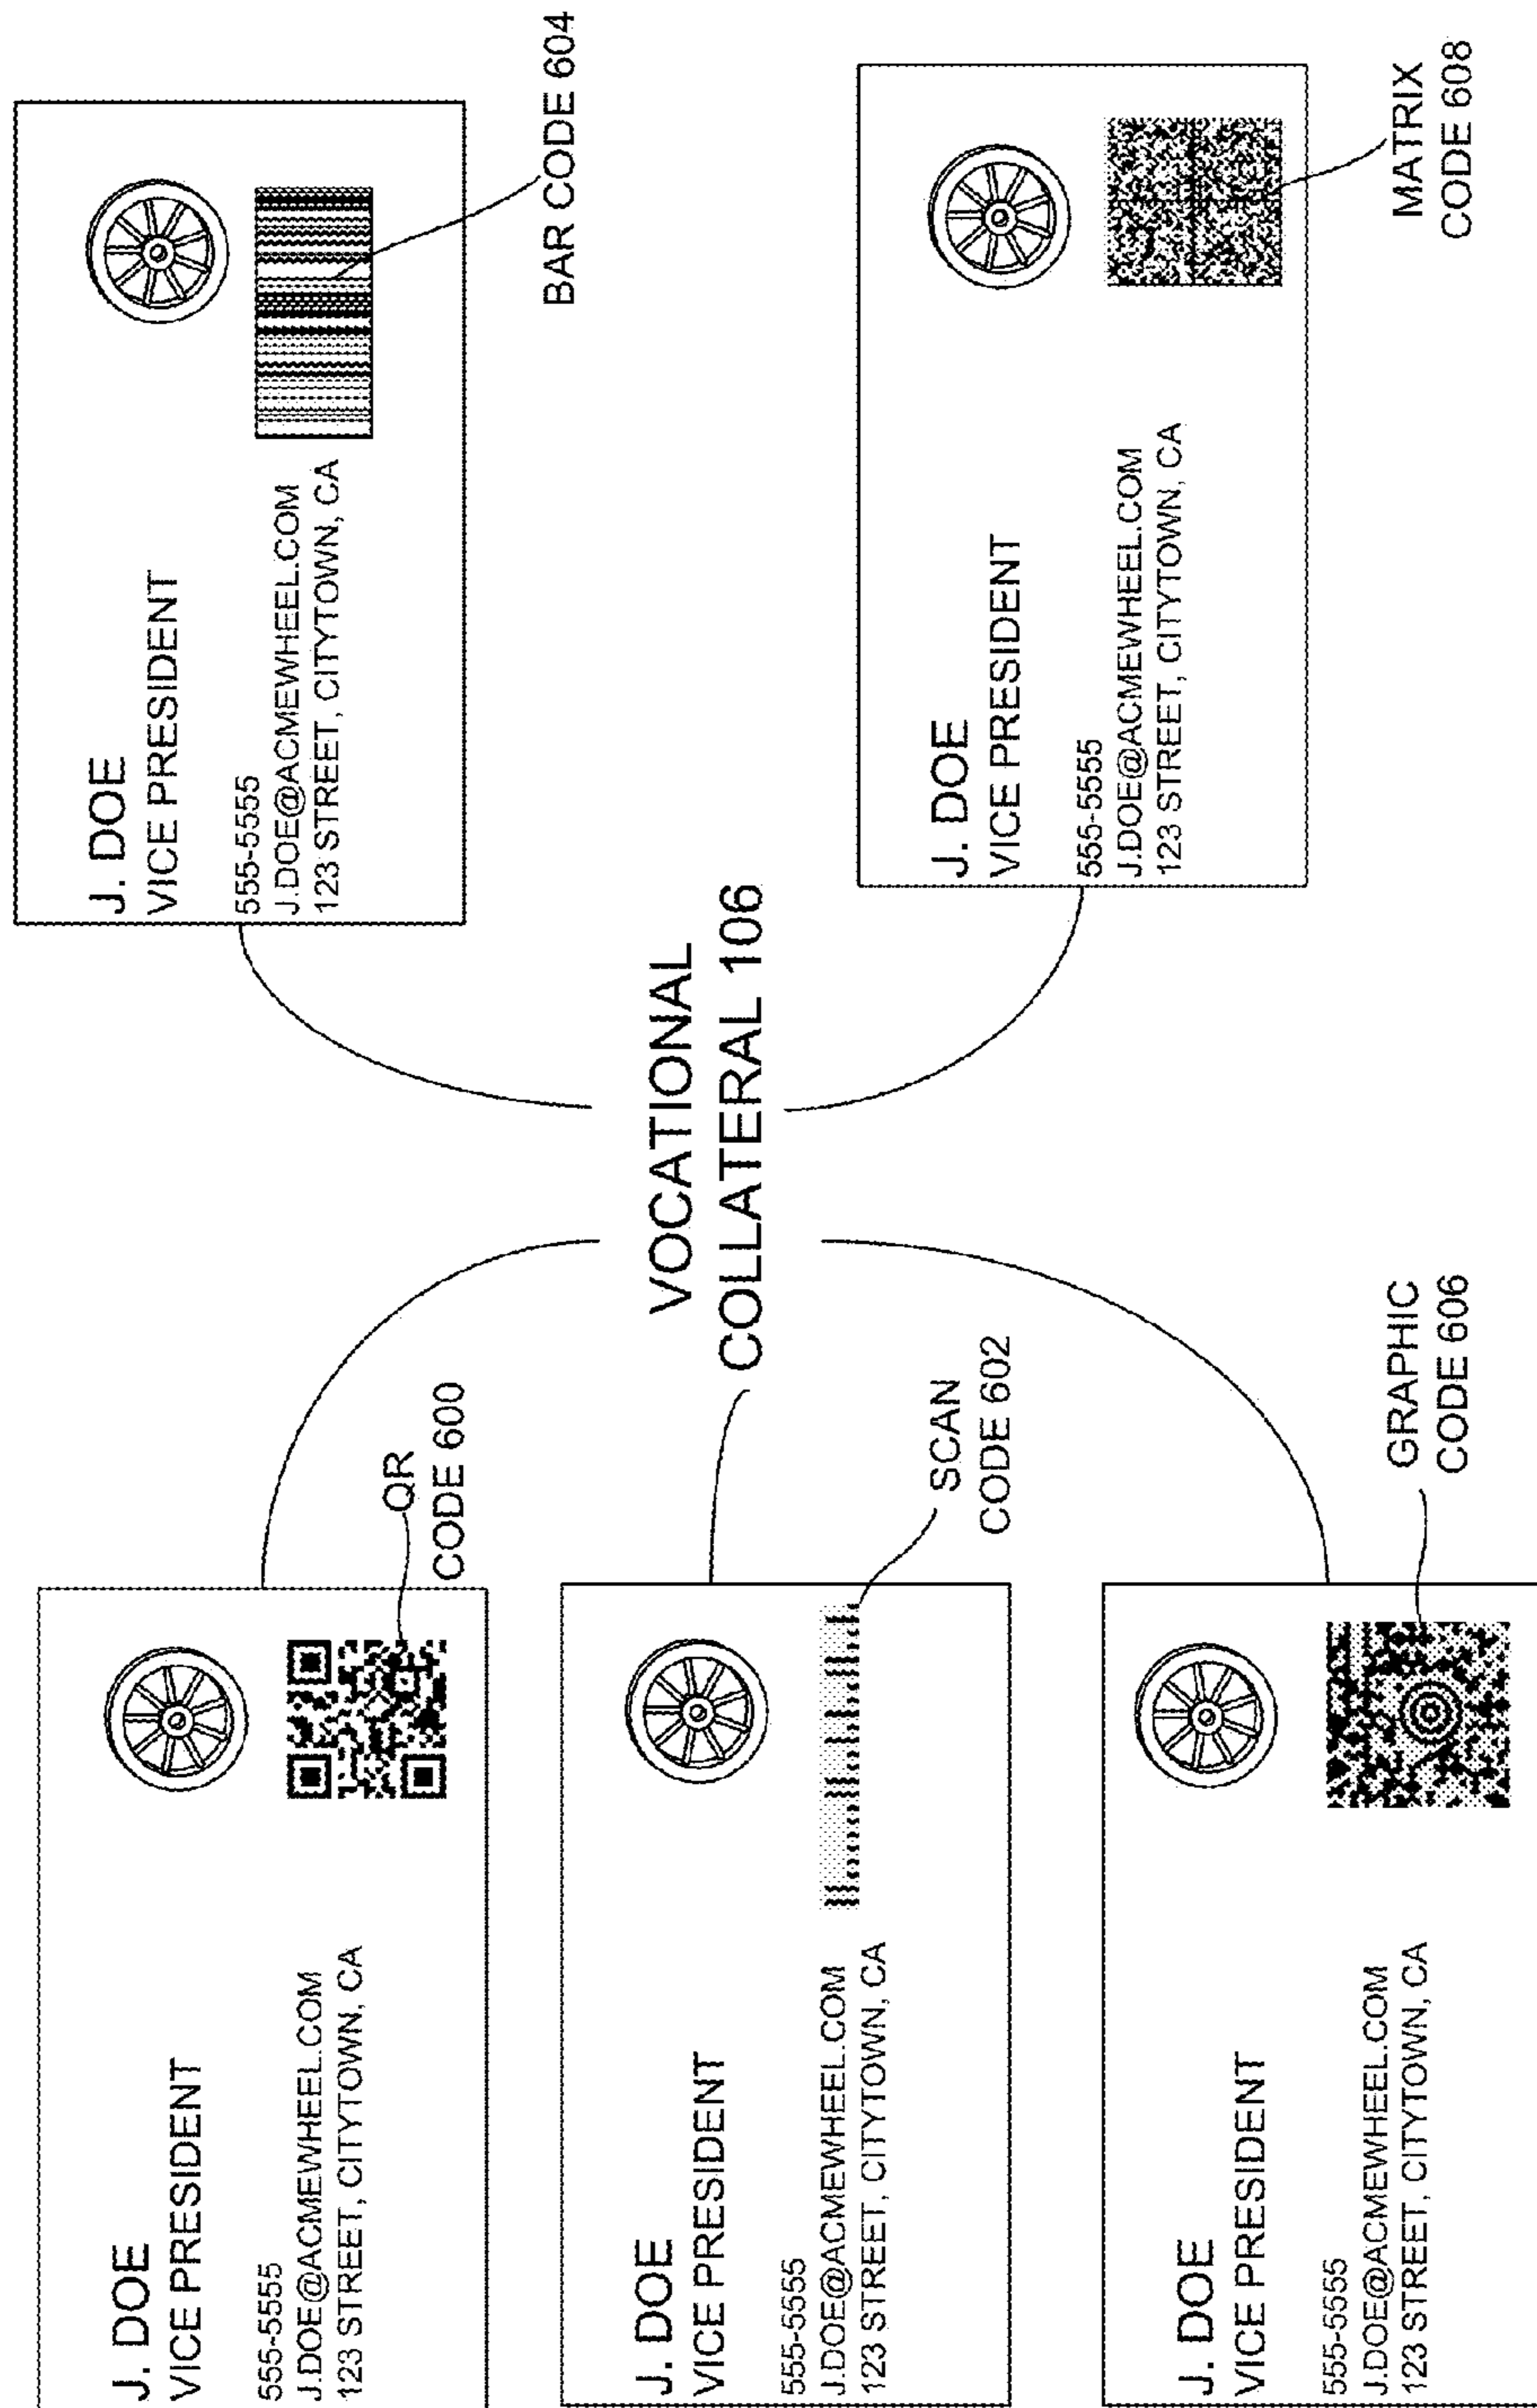 J. DOE
VICE PRESIDENT
555-5555
J.DOE@ACMEWHEEL.COM
123 STREET, CITYTOWN, CA
QR
CODE 600
J. DOE
VICE PRESIDENT
555-5555
J.DOE@ACMEWHEEL.COM
123 STREET, CITYTOWN, CA
SCAN
CODE 602
J. DOE
VICE PRESIDENT
555-5555
J.DOE@ACMEWHEEL.COM
123 STREET, CITYTOWN, CA
GRAPHIC
CODE 606
VOCATIONAL
COLLATERAL 106
J. DOE
VICE PRESIDENT
555-5555
J.DOE@ACMEWHEEL.COM
123 STREET, CITYTOWN, CA
BAR CODE 604
J. DOE
VICE PRESIDENT
555-5555
J.DOE@ACMEWHEEL.COM
123 STREET, CITYTOWN, CA
MATRIX
CODE 608